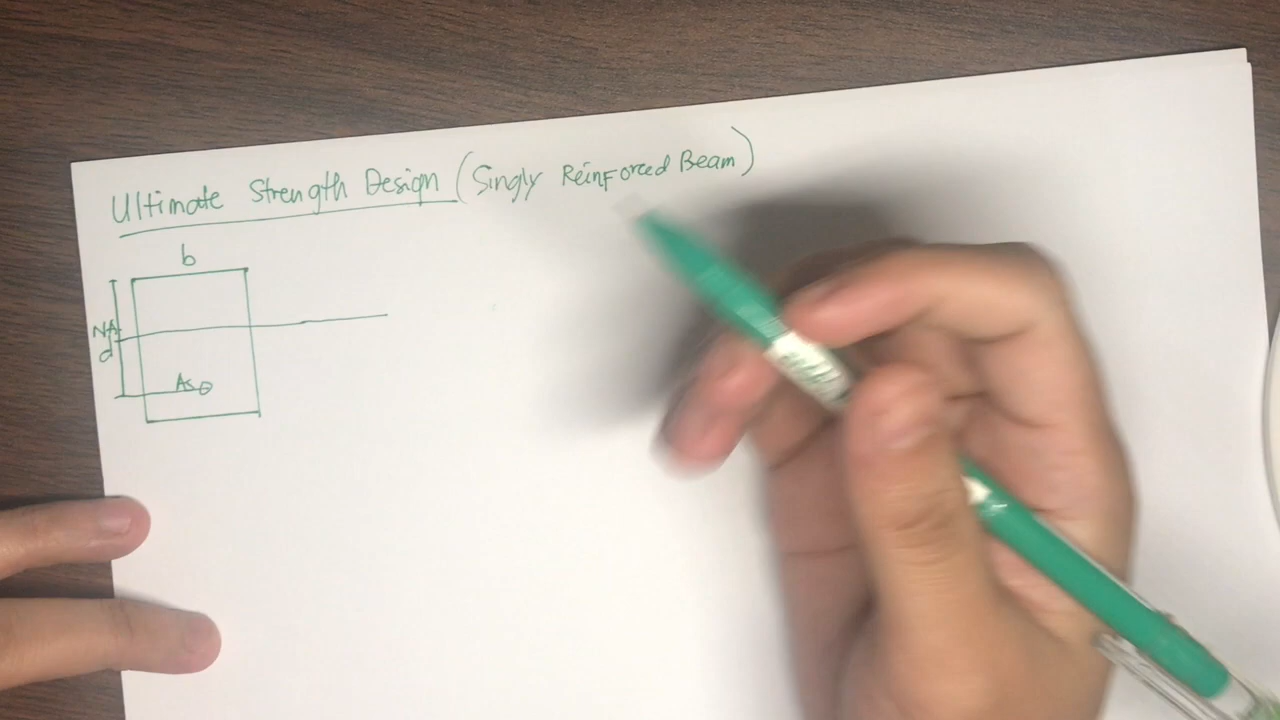 Ultimate Strength Design (Singly Reinforced Beam)
b
NA
d
As